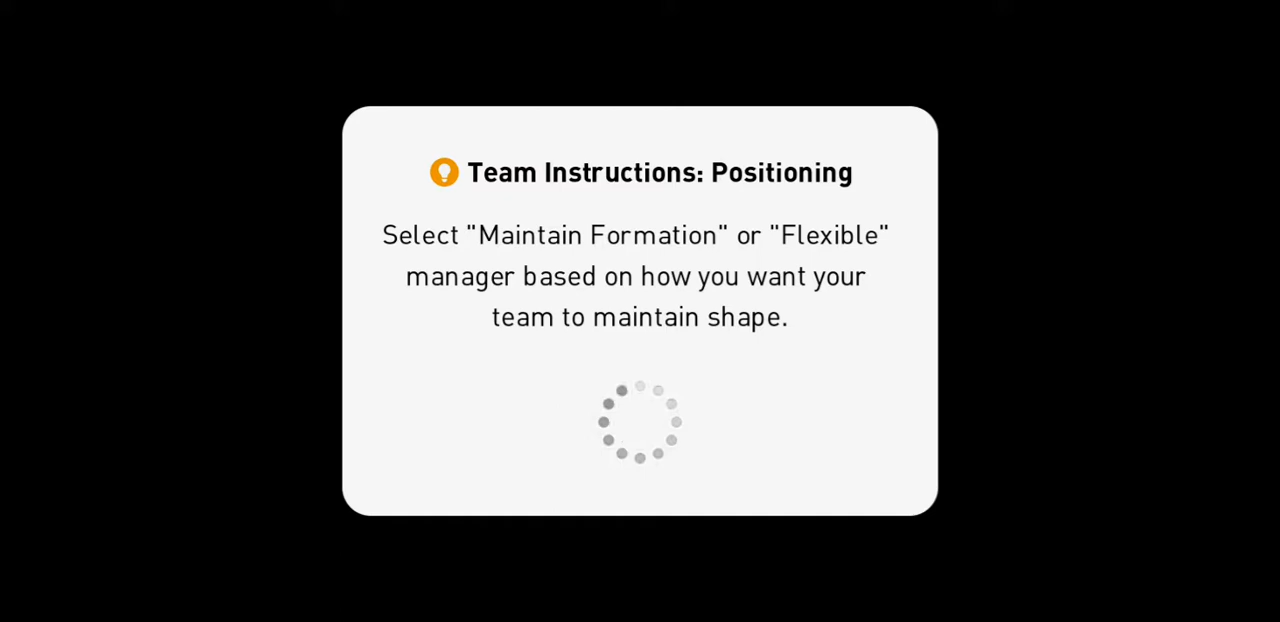 Team Instructions: Positioning
Select "Maintain Formation" or "Flexible"
manager based on how you want your
team to maintain shape.